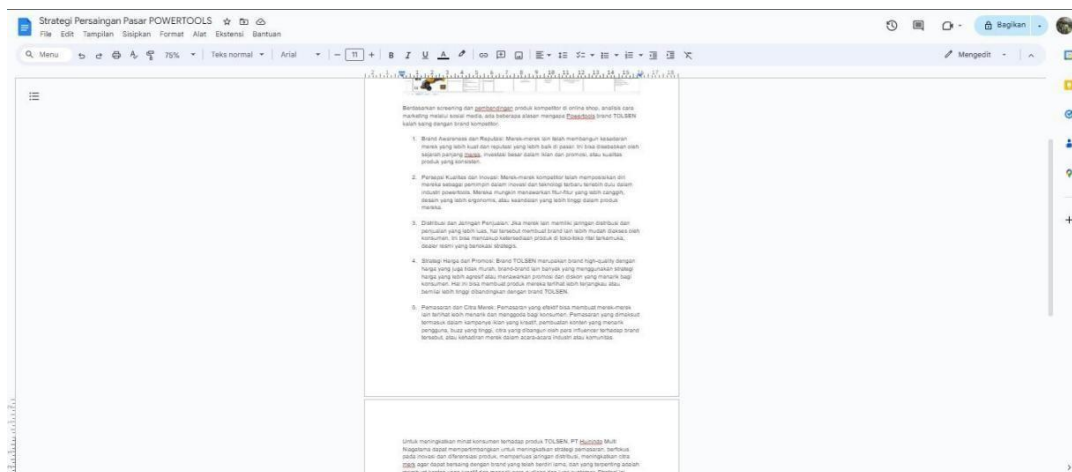 Strategi Persaingan Pasar POWERTOOLS
File Edit Tampilan Sisipkan Format Alat Ekstensi Bantuan
Bagikan
Menu 75% Teks normal Arial 11 B I U A
Mengedit
Berdasarkan screening dan pembandingan produk kompetitor di online shop, analisis cara
marketing melalui sosial media, ada beberapa alasan mengapa Powertools brand TOLSEN
kalah saing dengan brand kompetitor.
1. Brand Awareness dan Reputasi: Merek-merek lain telah membangun kesadaran
merek yang lebih kuat dan reputasi yang lebih baik di pasar. Ini bisa disebabkan oleh
sejarah panjang merek, investasi besar dalam iklan dan promosi, atau kualitas
produk yang konsisten.
2. Persepsi Kualitas dan Inovasi: Merek-merek kompetitor telah memposisikan diri
mereka sebagai pemimpin dalam inovasi dan teknologi terbaru terlebih dulu dalam
industri powertools. Mereka mungkin menawarkan fitur-fitur yang lebih canggih,
desain yang lebih ergonomis, atau keandalan yang lebih tinggi dalam produk
mereka.
3. Distribusi dan Jaringan Penjualan: Jika merek lain memiliki jaringan distribusi dan
penjualan yang lebih luas, hal tersebut membuat brand lain lebih mudah diakses oleh
konsumen. Ini bisa mencakup ketersediaan produk di toko-toko ritel terkemuka,
dealer resmi yang berlokasi strategis.
4. Strategi Harga dan Promosi: Brand TOLSEN merupakan brand high-quality dengan
harga yang juga tidak murah, brand-brand lain banyak yang menggunakan strategi
harga yang lebih agresif atau menawarkan promosi dan diskon yang menarik bagi
konsumen. Hal ini bisa membuat produk mereka terlihat lebih terjangkau atau
bernilai lebih tinggi dibandingkan dengan brand TOLSEN.
5. Pemasaran dan Citra Merek: Pemasaran yang efektif bisa membuat merek-merek
lain terlihat lebih menarik dan menggoda bagi konsumen. Pemasaran yang dimaksud
termasuk dalam kampanye iklan yang kreatif, pembuatan konten yang menarik
pengguna, buzz yang tinggi, citra yang dibangun oleh para influencer terhadap brand
tersebut, atau kehadiran merek dalam acara-acara industri atau komunitas.
Untuk meningkatkan minat konsumen terhadap produk TOLSEN, PT Multi
Niagatama dapat mempertimbangkan untuk meningkatkan strategi pemasaran, berfokus
pada inovasi dan diferensiasi produk, memperluas jaringan distribusi, meningkatkan citra
agar dapat bersaing dengan brand yang telah berdiri lama, dan yang terpenting adalah